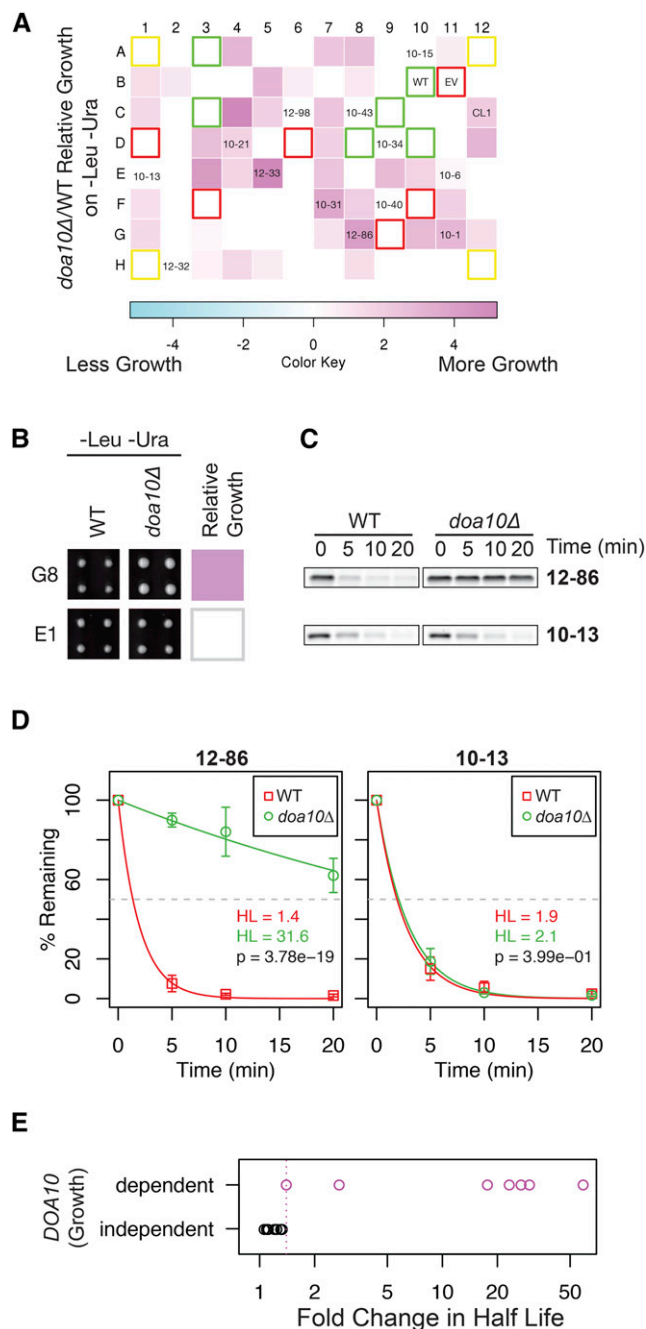 A
doa10Δ/WT Relative Growth
on -Leu -Ura
1 2 3 4 5 6 7 8 9 10 11 12
A 10-15
B WT EV
C 12-98 10-43 CL1
D 10-21 10-34
E 10-13 12-33 10-6
F 10-31 10-40
G 12-86 10-1
H 12-32
-4 -2 0 2 4
Less Growth Color Key More Growth
B
-Leu -Ura
WT doa10Δ Relative
Growth
G8
E1
C
WT doa10Δ
0 5 10 20 0 5 10 20 Time (min)
12-86
10-13
D
12-86 10-13
% Remaining
100
60
20
0
WT
doa10Δ
HL = 1.4
HL = 31.6
p = 3.78e−19
WT
doa10Δ
HL = 1.9
HL = 2.1
p = 3.99e−01
0 5 10 15 20 0 5 10 15 20
Time (min) Time (min)
E
DOA10
(Growth)
dependent
independent
1 2 5 10 20 50
Fold Change in Half Life